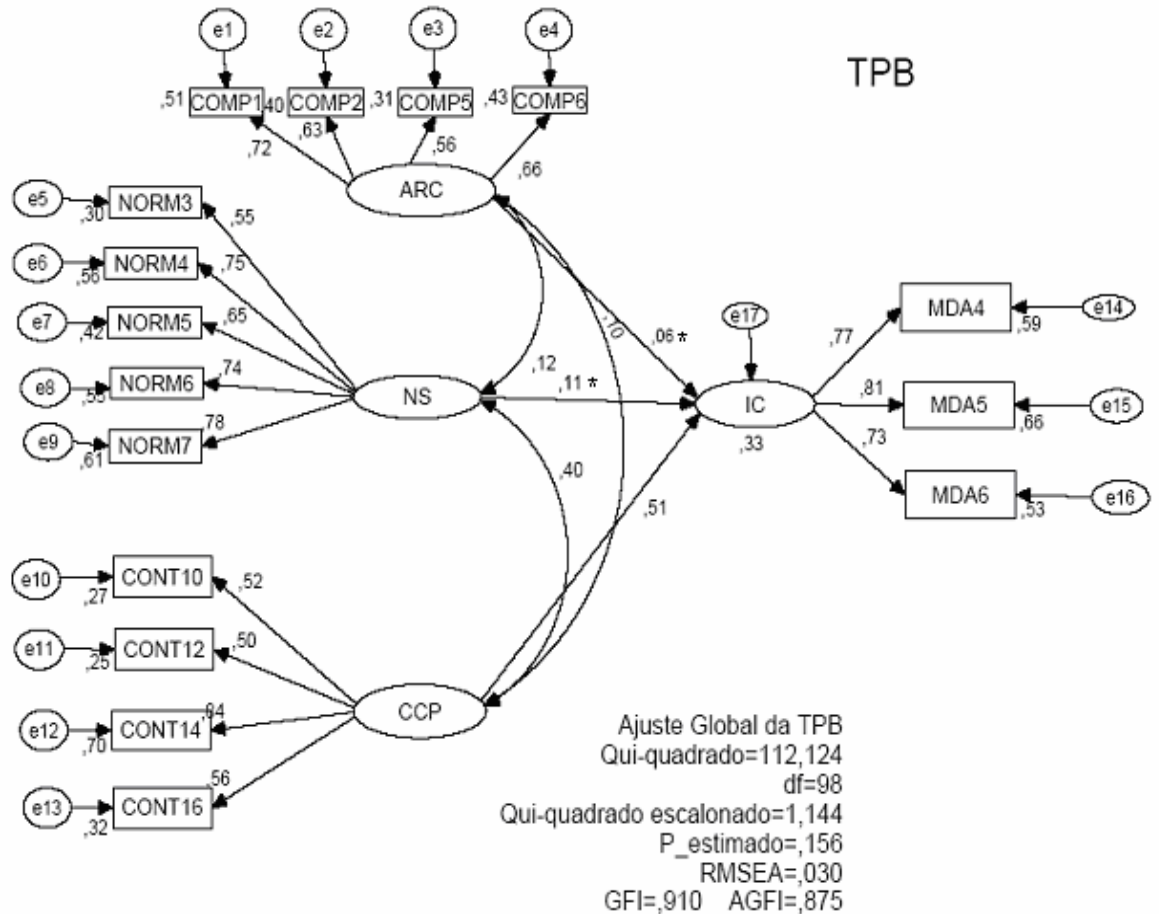 e1 e2 e3 e4
TPB
,51 COMP1 ,40 COMP2 ,31 COMP5 ,43 COMP6
,72 ,63 ,56 ,66
ARC
e5 ,30 NORM3 ,55
e6 ,56 NORM4 ,75
e7 ,42 NORM5 ,65
e8 ,55 NORM6 ,74
e9 ,61 NORM7 ,78
NS
,12 ,10 ,06 *
,11 *
,40
,51
e17
IC
,33
,77 MDA4 ,59 e14
,81 MDA5 ,66 e15
,73 MDA6 ,53 e16
e10 ,27 CONT10 ,52
e11 ,25 CONT12 ,50
e12 ,70 CONT14 ,84
e13 ,32 CONT16 ,56
CCP
Ajuste Global da TPB
Qui-quadrado=112,124
df=98
Qui-quadrado escalonado=1,144
P_estimado=,156
RMSEA=,030
GFI=,910 AGFI=,875